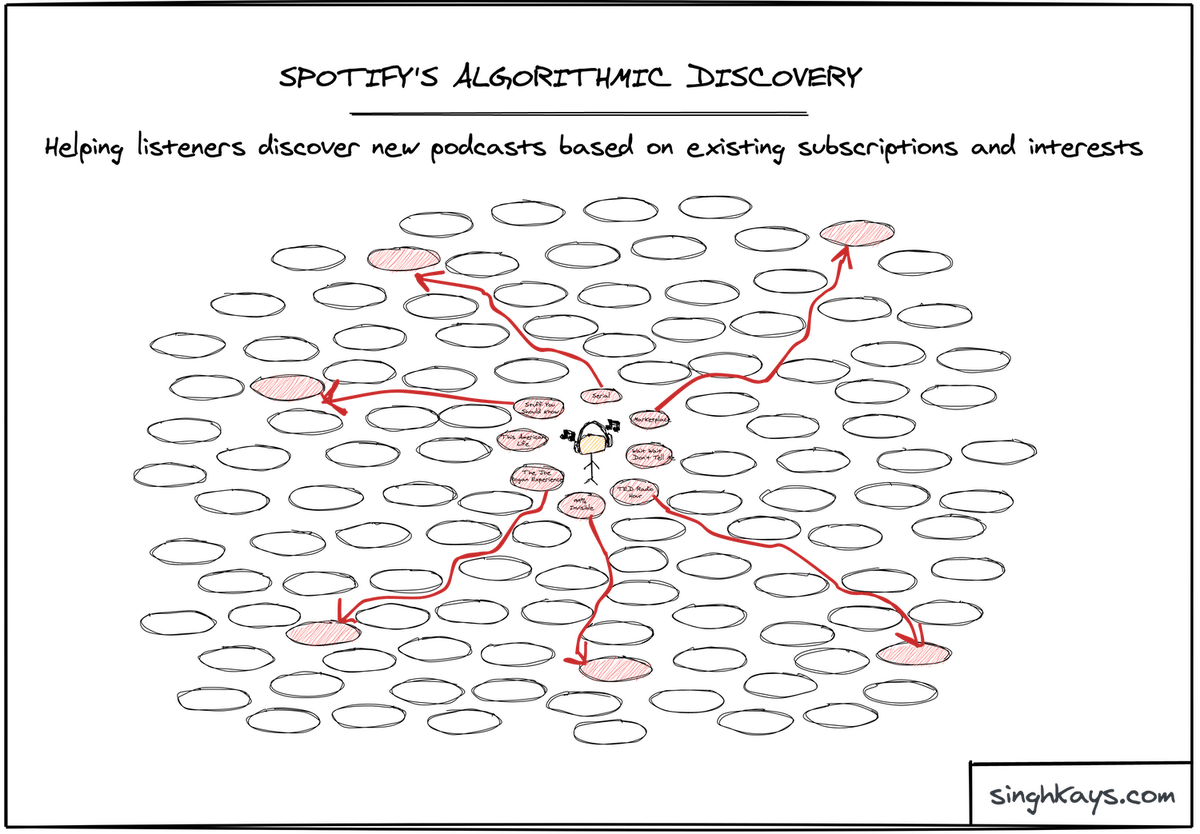 SPOTIFY'S ALGORITHMIC DISCOVERY
Helping listeners discover new podcasts based on existing subscriptions and interests
Serial
Stuff You
Should Know
Marketplace
This American
Life
Wait Wait
Don't Tell Me
The Joe
Rogan Experience
TED Radio
Hour
99%
Invisible
singhkays.com